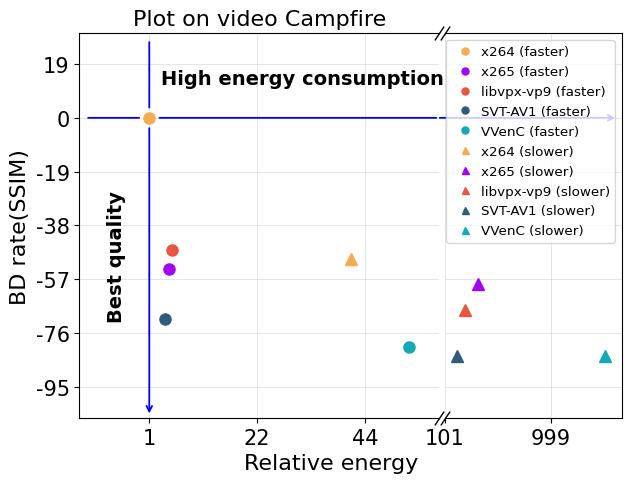 Plot on video Campfire
19
0
-19
-38
-57
-76
-95
BD rate(SSIM)
High energy consumption
Best quality
x264 (faster)
x265 (faster)
libvpx-vp9 (faster)
SVT-AV1 (faster)
VVenC (faster)
x264 (slower)
x265 (slower)
libvpx-vp9 (slower)
SVT-AV1 (slower)
VVenC (slower)
1 22 44 101 999
Relative energy